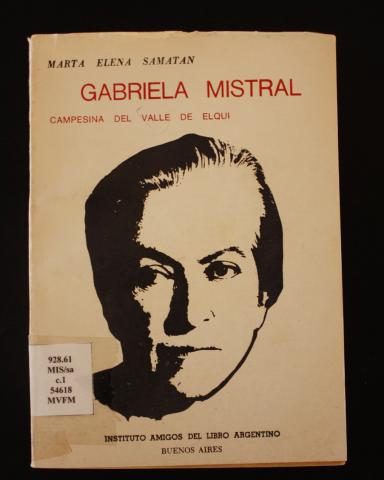 MARTA ELENA SAMATAN
GABRIELA MISTRAL
CAMPESINA DEL VALLE DE ELQUI
928.61
MIS/sa
c.1
54618
MVFM
INSTITUTO AMIGOS DEL LIBRO ARGENTINO
BUENOS AIRES